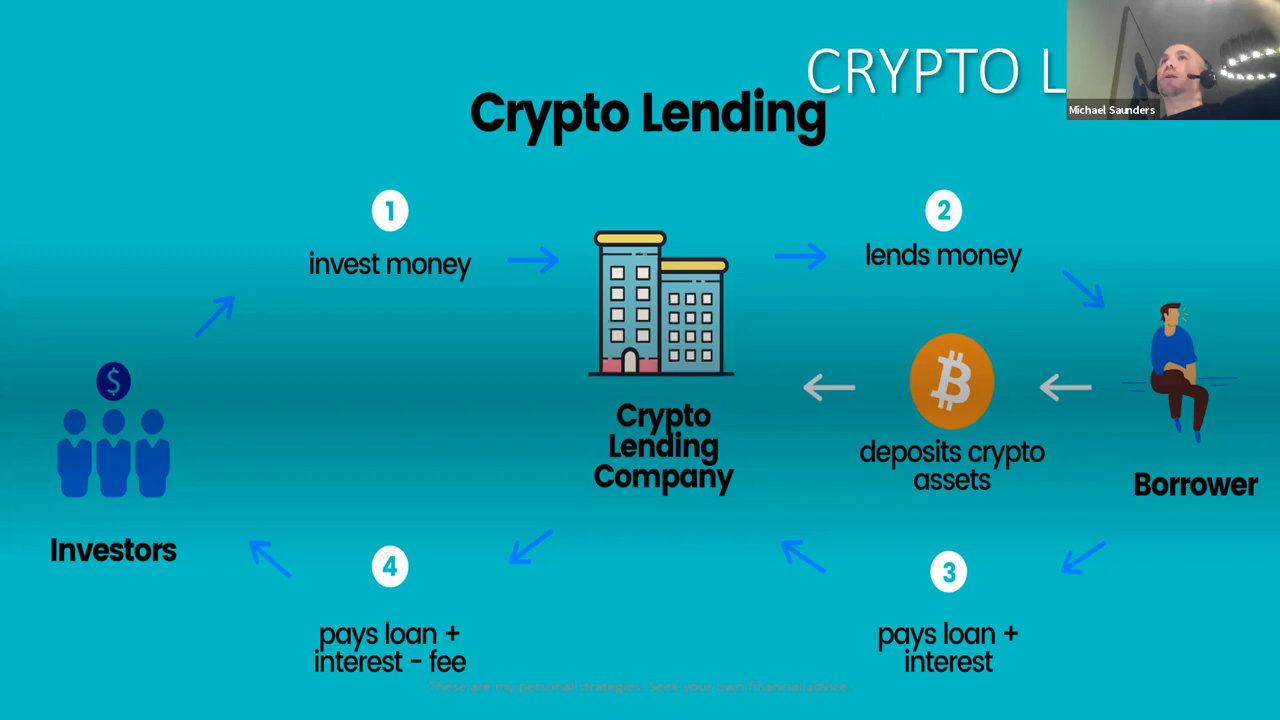 CRYPTO L
Michael Saunders
Crypto Lending
1
invest money
2
lends money
$
B
Crypto
Lending
Company
deposits crypto
assets
Borrower
Investors
4
pays loan +
interest - fee
3
pays loan +
interest
These are my personal strategies. Seek your own financial advice.